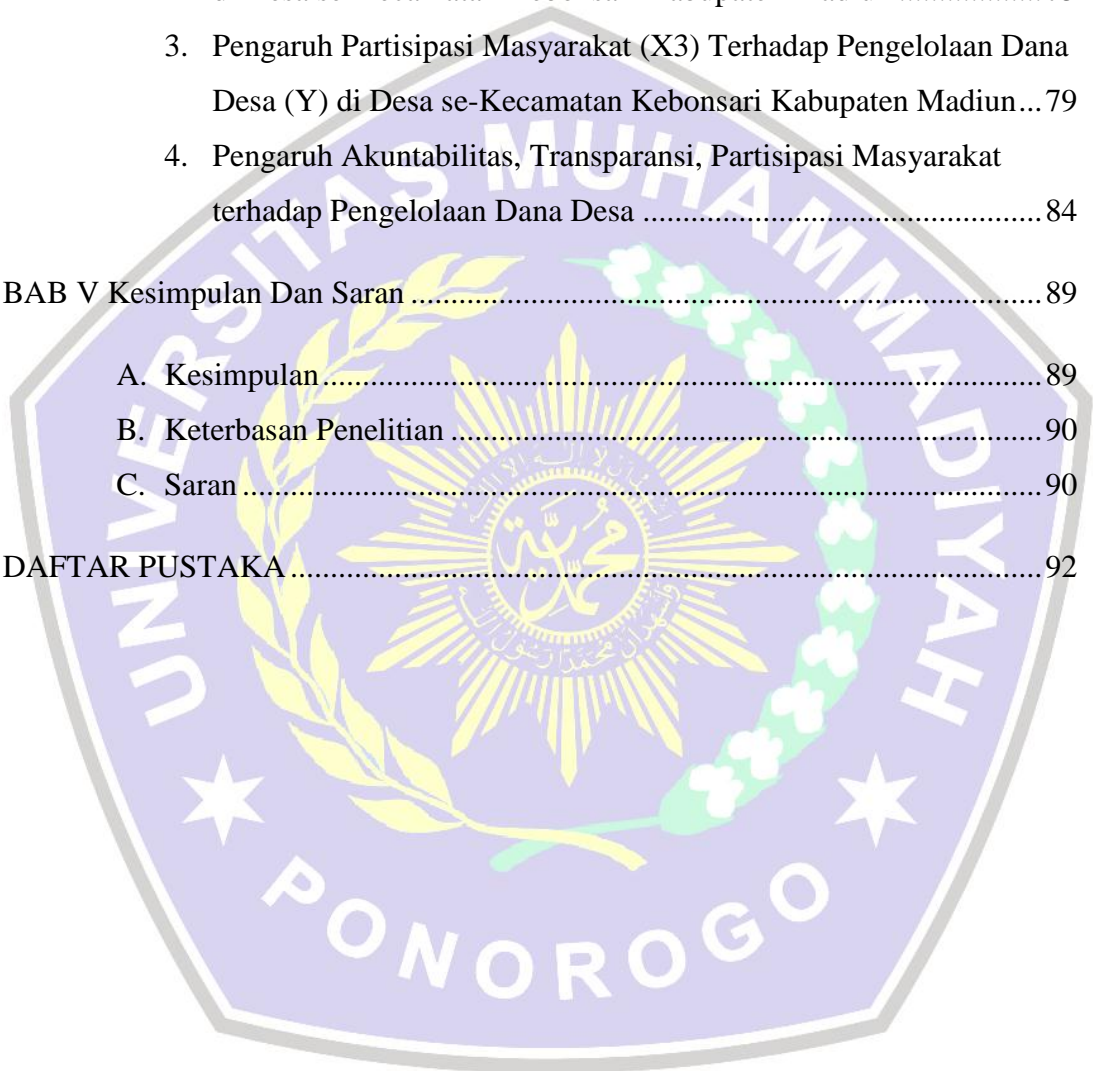 3. Pengaruh Partisipasi Masyarakat (X3) Terhadap Pengelolaan Dana
Desa (Y) di Desa se-Kecamatan Kebonsari Kabupaten Madiun...79
4. Pengaruh Akuntabilitas, Transparansi, Partisipasi Masyarakat
terhadap Pengelolaan Dana Desa ........................................ 84
BAB V Kesimpulan Dan Saran ................................................................ 89
A. Kesimpulan ......................................................................... 89
B. Keterbasan Penelitian ............................................................ 90
C. Saran ................................................................................. 90
DAFTAR PUSTAKA ............................................................................. 92
UNIVERSITAS MUHAMMADIYAH
PONOROGO
محمد